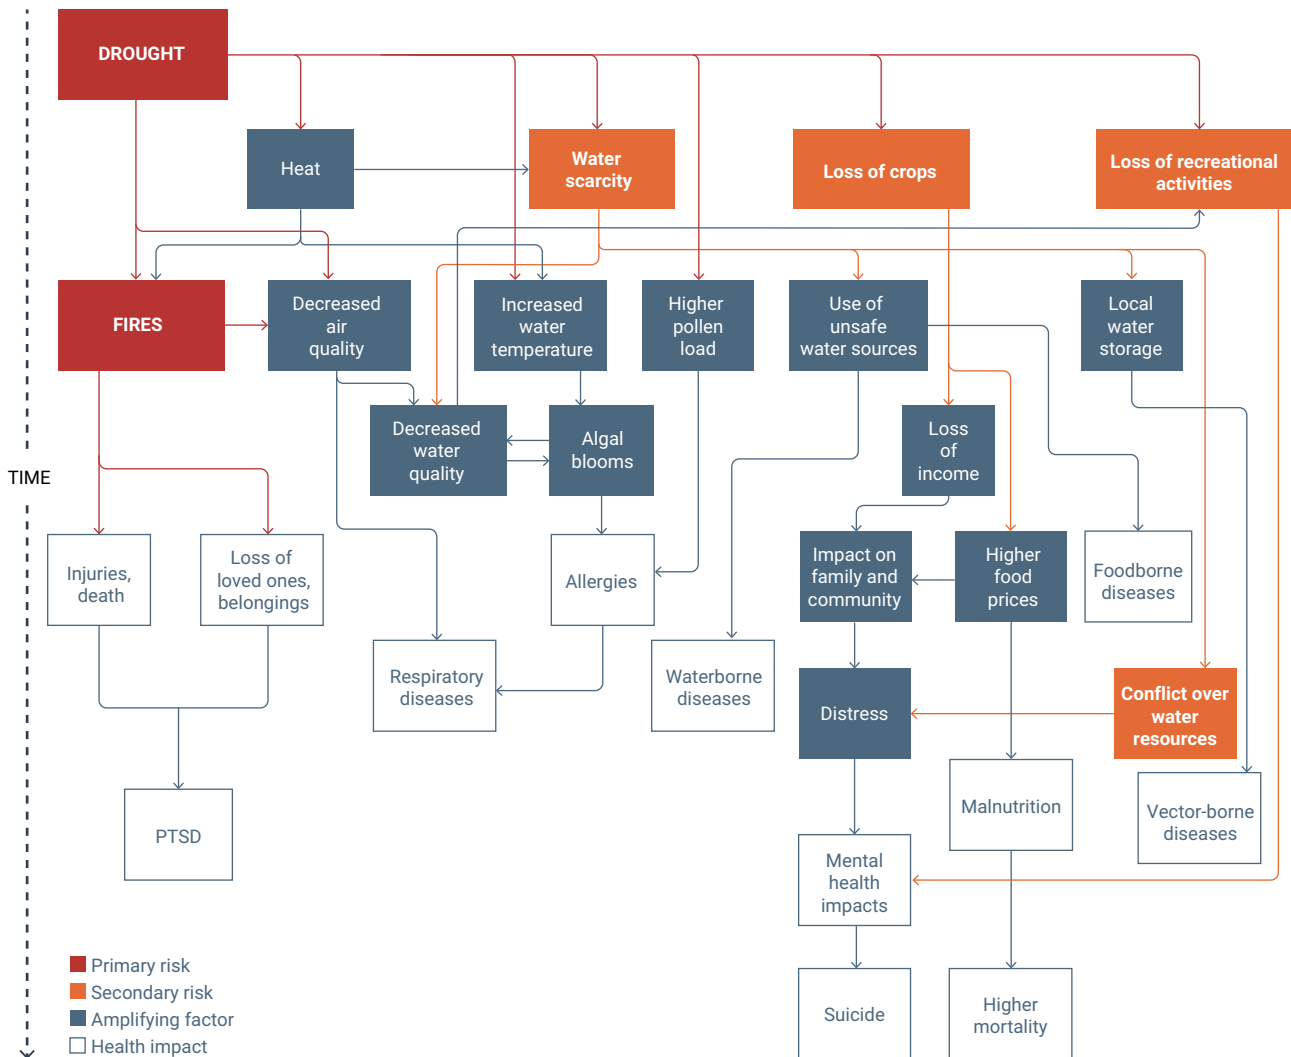 DROUGHT
Heat
Water
scarcity
Loss of crops
Loss of recreational
activities
FIRES
Decreased
air
quality
Increased
water
temperature
Higher
pollen
load
Use of
unsafe
water sources
Local
water
storage
Decreased
water
quality
Algal
blooms
Loss
of
income
TIME
Injuries,
death
Loss of
loved ones,
belongings
Allergies
Impact on
family and
community
Higher
food
prices
Foodborne
diseases
Respiratory
diseases
Waterborne
diseases
Distress
Conflict over
water
resources
PTSD
Malnutrition
Vector-borne
diseases
Mental
health
impacts
Suicide
Higher
mortality
Primary risk
Secondary risk
Amplifying factor
Health impact